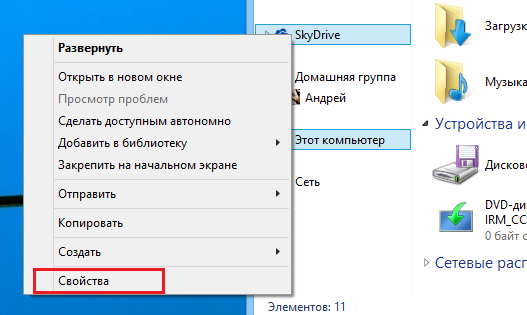 Развернуть
Открыть в новом окне
Просмотр проблем
Сделать доступным автономно
Добавить в библиотеку
Закрепить на начальном экране
Отправить
Копировать
Создать
Свойства
SkyDrive
Домашняя группа
Андрей
Этот компьютер
Сеть
Элементов: 11
Загрузк
Музыка
Устройства и
Дисково
DVD-ди
IRM_CC
0 байт с
Сетевые расп